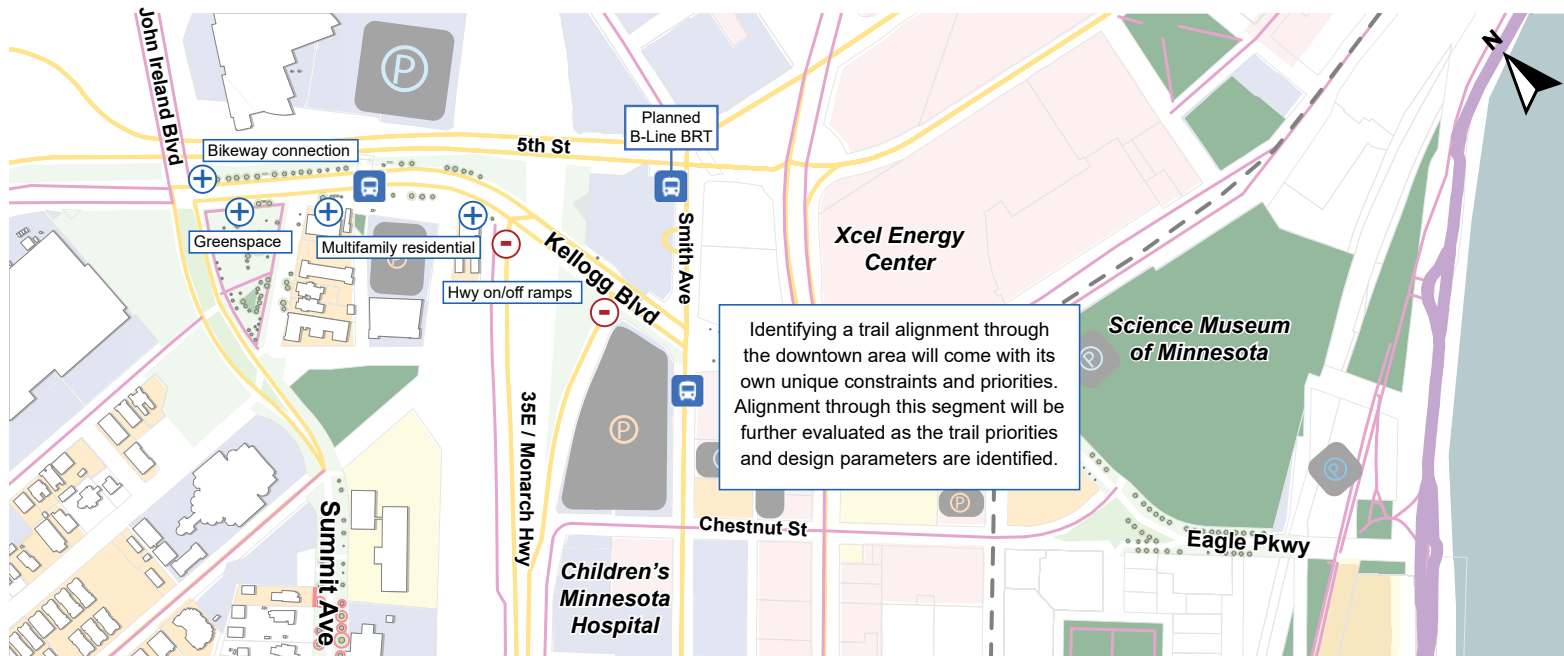 John Ireland Blvd
P
N
Planned
B-Line BRT
5th St
Bikeway connection
+
+
+
+
Greenspace
Multifamily residential
P
-
Hwy on/off ramps
-
Kellogg Blvd
Smith Ave
Xcel Energy
Center
Science Museum
of Minnesota
Identifying a trail alignment through
the downtown area will come with its
own unique constraints and priorities.
Alignment through this segment will be
further evaluated as the trail priorities
and design parameters are identified.
P
35E / Monarch Hwy
P
P
P
Chestnut St
Eagle Pkwy
Summit Ave
Children's
Minnesota
Hospital